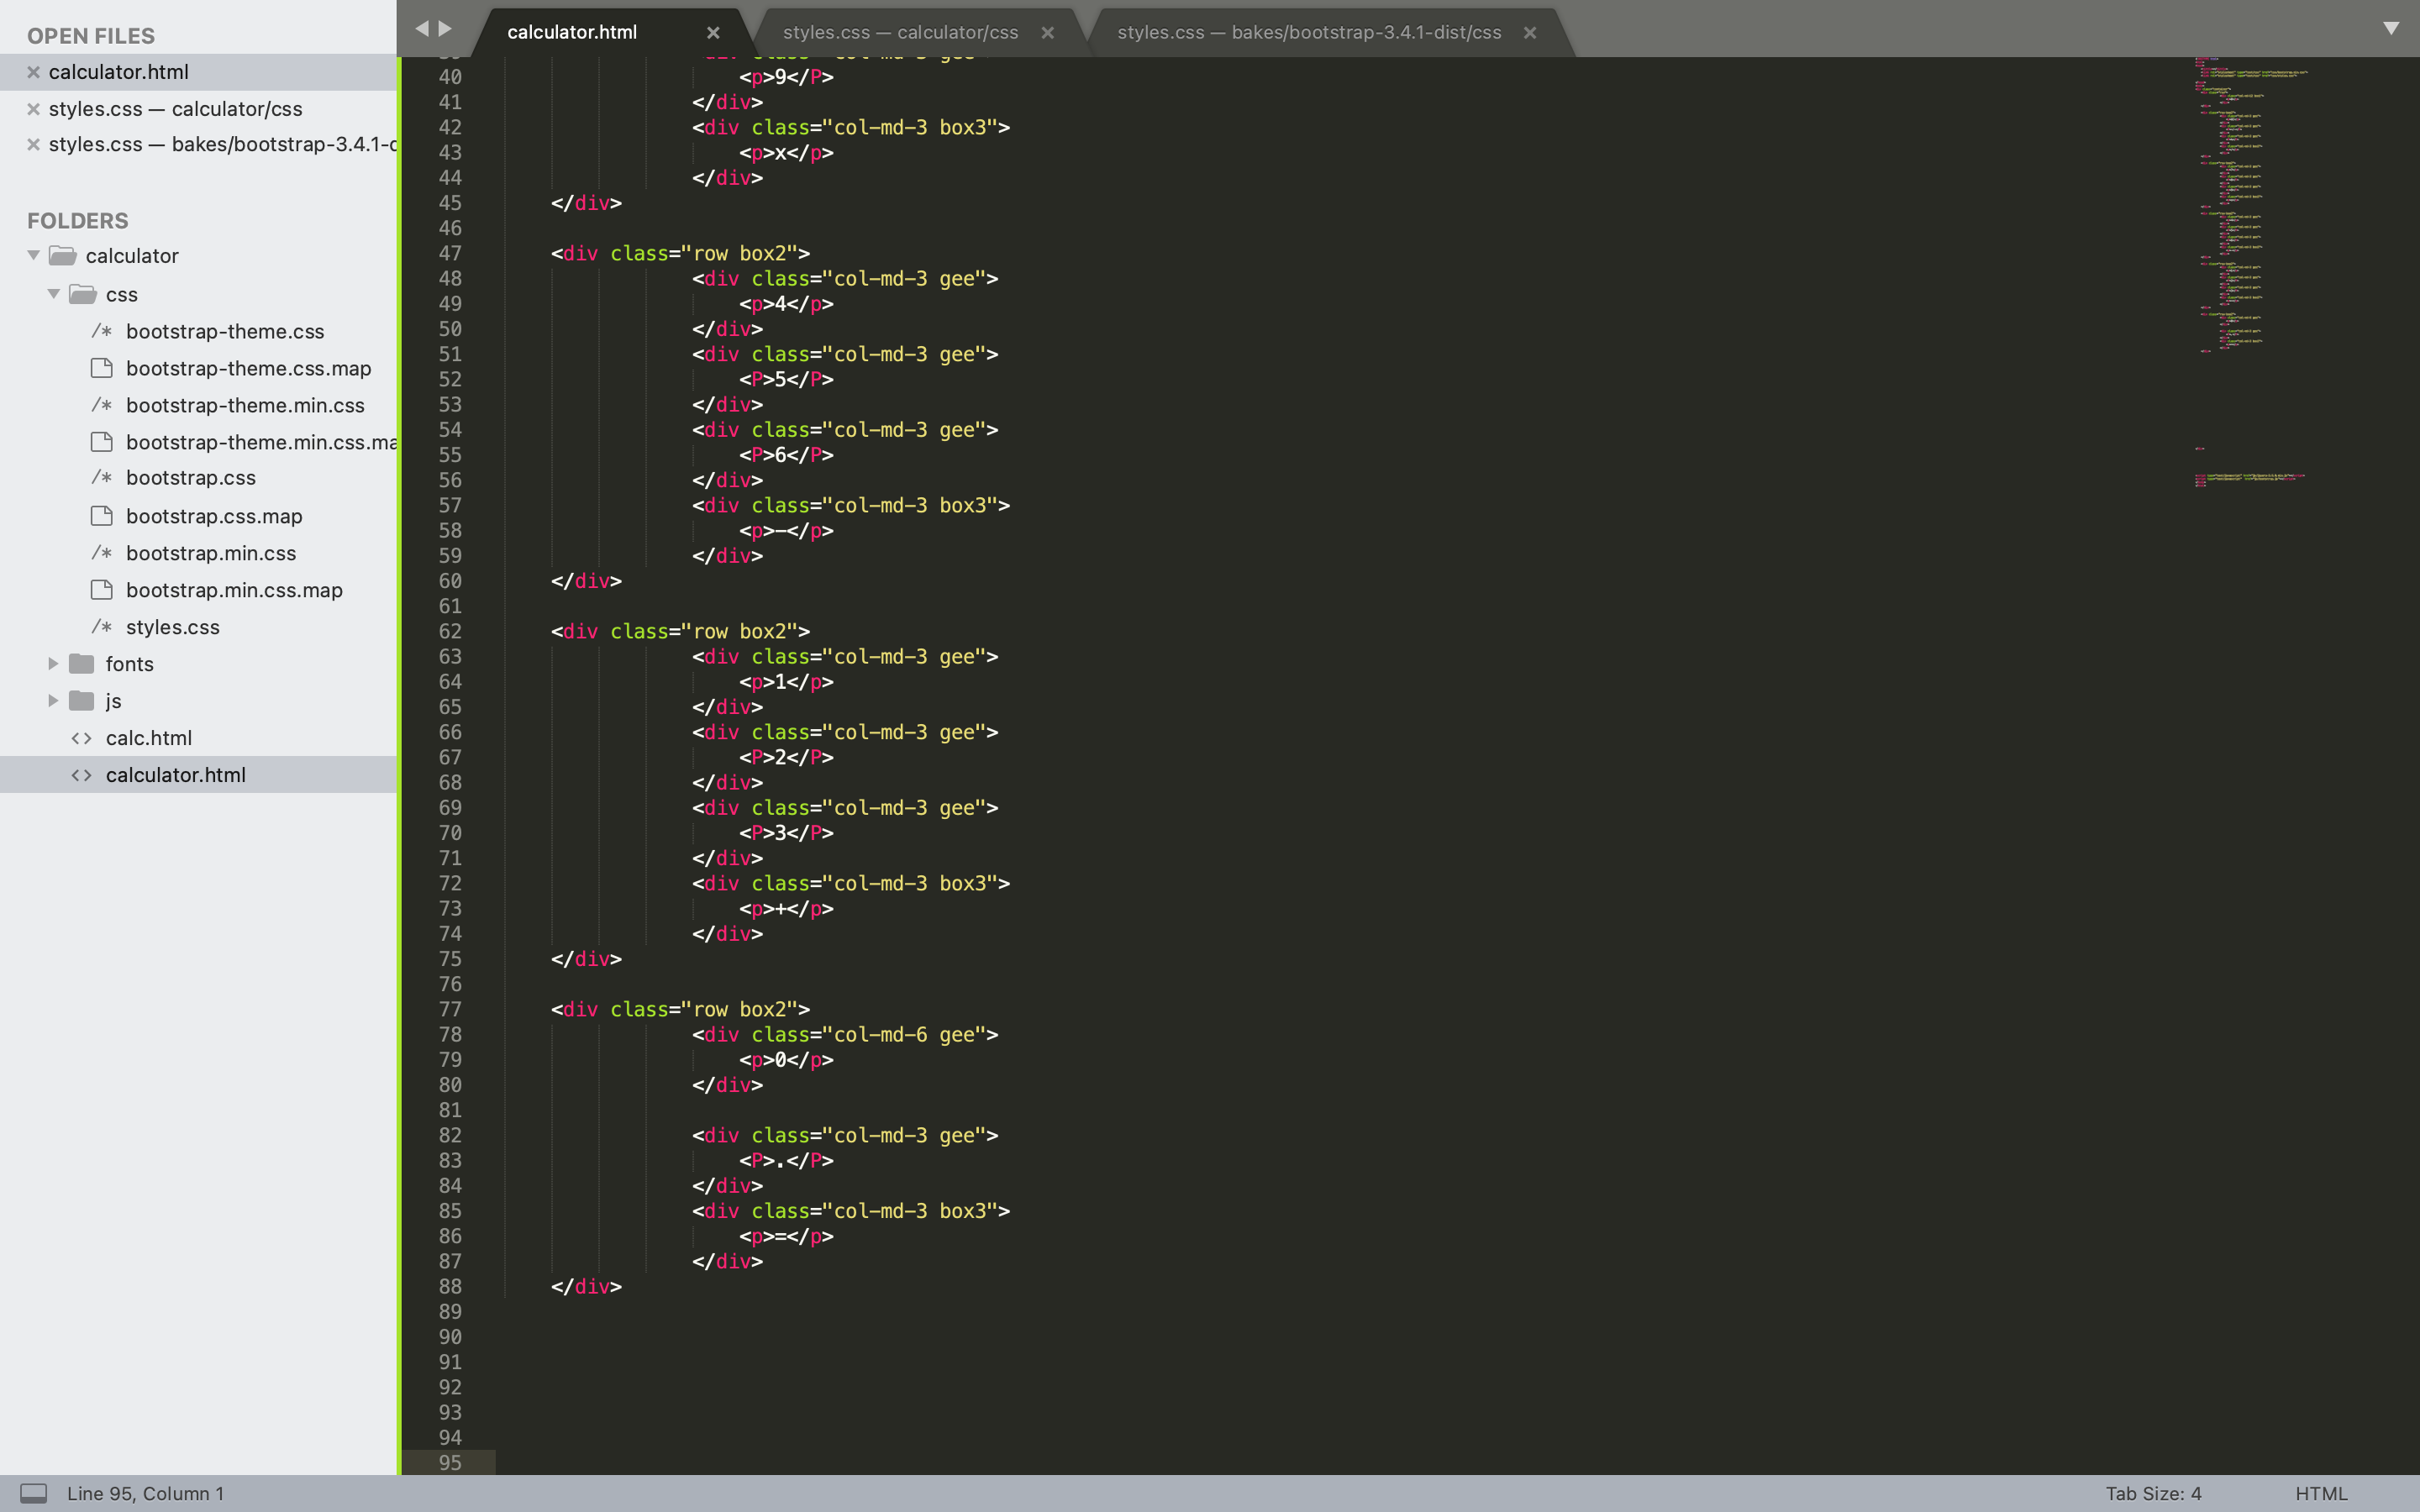 OPEN FILES
calculator.html
styles.css — calculator/css
styles.css — bakes/bootstrap-3.4.1-d
FOLDERS
calculator
css
bootstrap-theme.css
bootstrap-theme.css.map
bootstrap-theme.min.css
bootstrap-theme.min.css.ma
bootstrap.css
bootstrap.css.map
bootstrap.min.css
bootstrap.min.css.map
styles.css
fonts
js
calc.html
calculator.html
calculator.html
styles.css — calculator/css
styles.css — bakes/bootstrap-3.4.1-dist/css
40 <p>9</P>
41 </div>
42 <div class="col-md-3 box3">
43 <p>x</p>
44 </div>
45 </div>
46
47 <div class="row box2">
48 <div class="col-md-3 gee">
49 <p>4</p>
50 </div>
51 <div class="col-md-3 gee">
52 <P>5</P>
53 </div>
54 <div class="col-md-3 gee">
55 <P>6</P>
56 </div>
57 <div class="col-md-3 box3">
58 <p>-</p>
59 </div>
60 </div>
61
62 <div class="row box2">
63 <div class="col-md-3 gee">
64 <p>1</p>
65 </div>
66 <div class="col-md-3 gee">
67 <P>2</P>
68 </div>
69 <div class="col-md-3 gee">
70 <P>3</P>
71 </div>
72 <div class="col-md-3 box3">
73 <p>+</p>
74 </div>
75 </div>
76
77 <div class="row box2">
78 <div class="col-md-6 gee">
79 <p>0</p>
80 </div>
81
82 <div class="col-md-3 gee">
83 <P>.</P>
84 </div>
85 <div class="col-md-3 box3">
86 <p>=</p>
87 </div>
88 </div>
89
90
91
92
93
94
95
Line 95, Column 1
Tab Size: 4
HTML